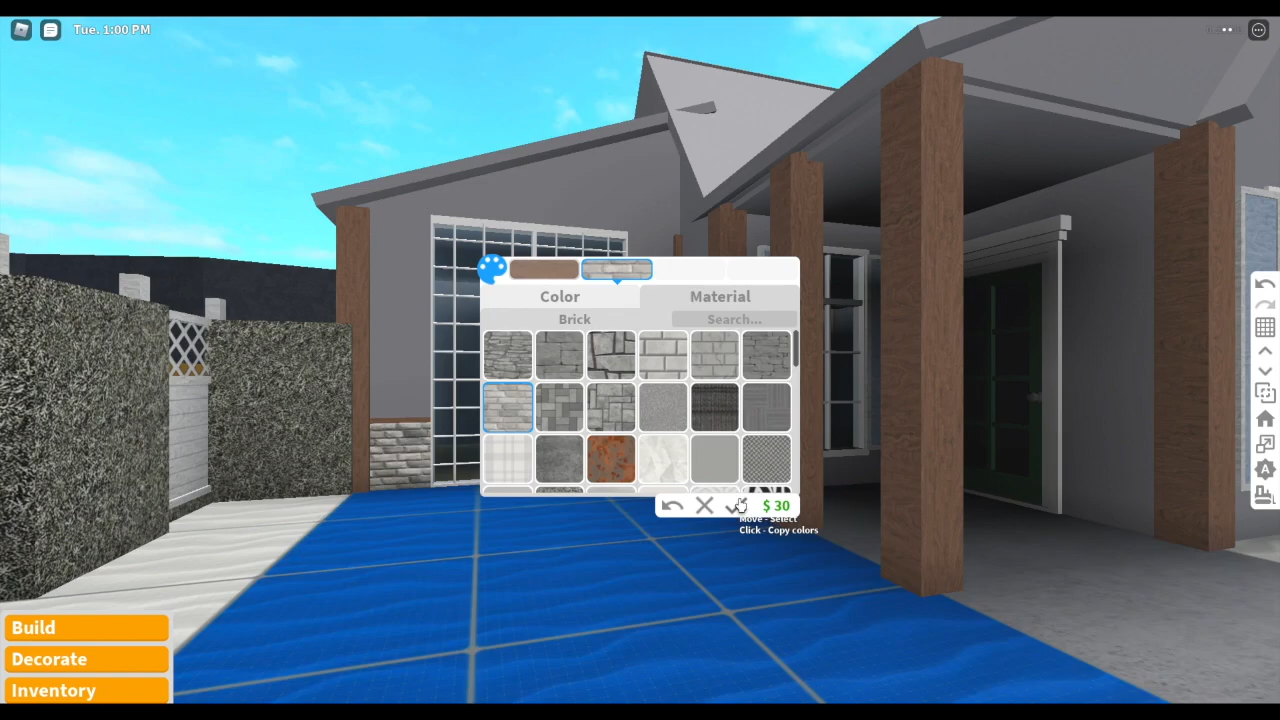 Tue. 1:00 PM
Color
Material
Brick
Search...
$ 30
Move - Select
Click - Copy colors
A
Build
Decorate
Inventory